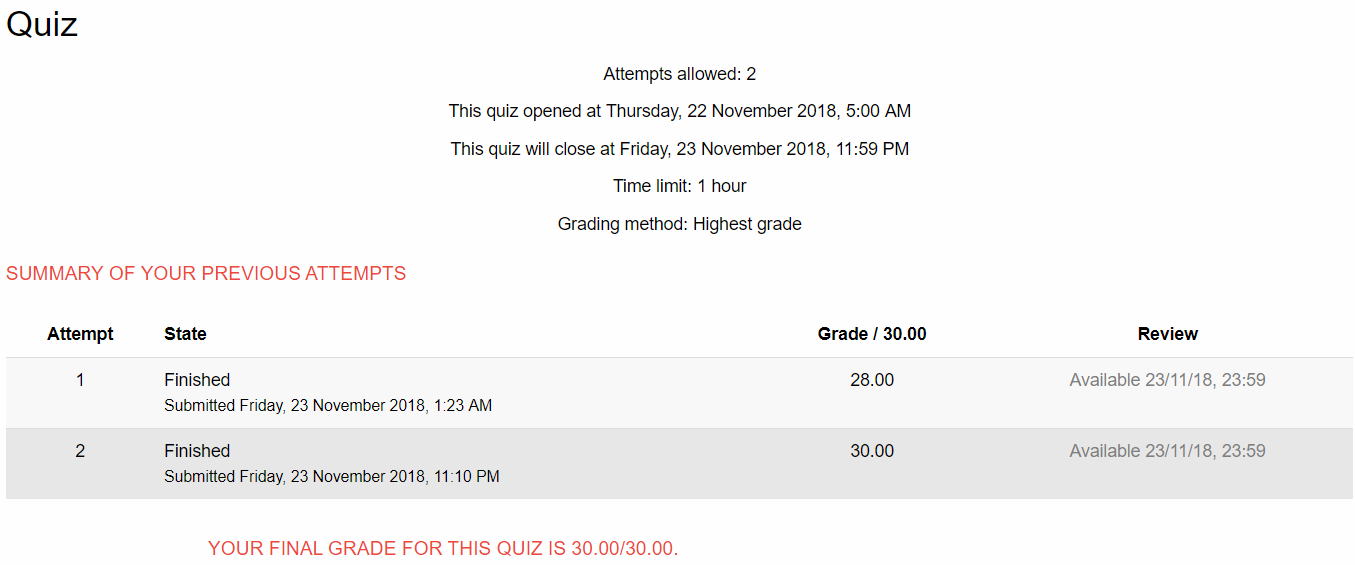 Quiz
Attempts allowed: 2
This quiz opened at Thursday, 22 November 2018, 5:00 AM
This quiz will close at Friday, 23 November 2018, 11:59 PM
Time limit: 1 hour
Grading method: Highest grade
SUMMARY OF YOUR PREVIOUS ATTEMPTS
Attempt State Grade / 30.00 Review
1 Finished 28.00 Available 23/11/18, 23:59
Submitted Friday, 23 November 2018, 1:23 AM
2 Finished 30.00 Available 23/11/18, 23:59
Submitted Friday, 23 November 2018, 11:10 PM
YOUR FINAL GRADE FOR THIS QUIZ IS 30.00/30.00.